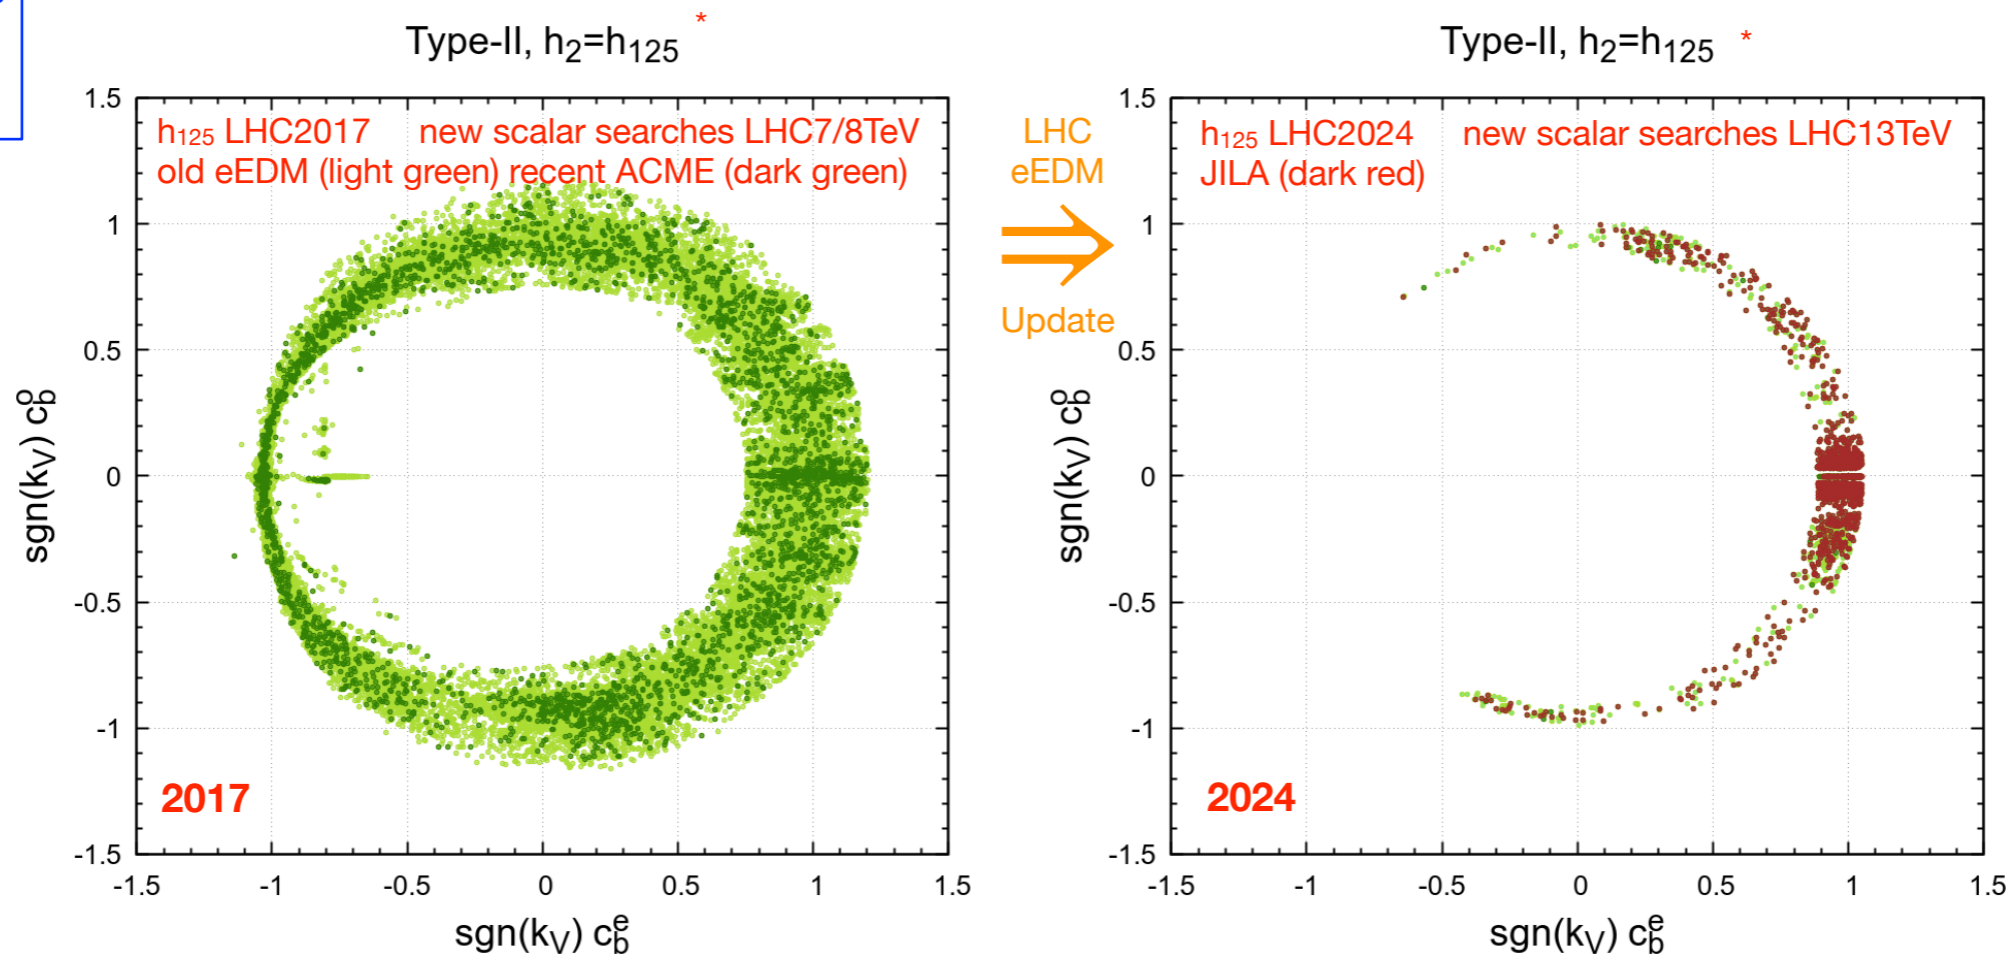 Type-II, h₂=h₁₂₅ *
1.5
1
0.5
0
-0.5
-1
-1.5
h₁₂₅ LHC2017 new scalar searches LHC7/8TeV
old eEDM (light green) recent ACME (dark green)
2017
-1.5 -1 -0.5 0 0.5 1 1.5
sgn(k_V) c_b^o
sgn(k_V) c_b^e
LHC
eEDM
Update
Type-II, h₂=h₁₂₅ *
1.5
1
0.5
0
-0.5
-1
-1.5
h₁₂₅ LHC2024 new scalar searches LHC13TeV
JILA (dark red)
2024
-1.5 -1 -0.5 0 0.5 1 1.5
sgn(k_V) c_b^o
sgn(k_V) c_b^e